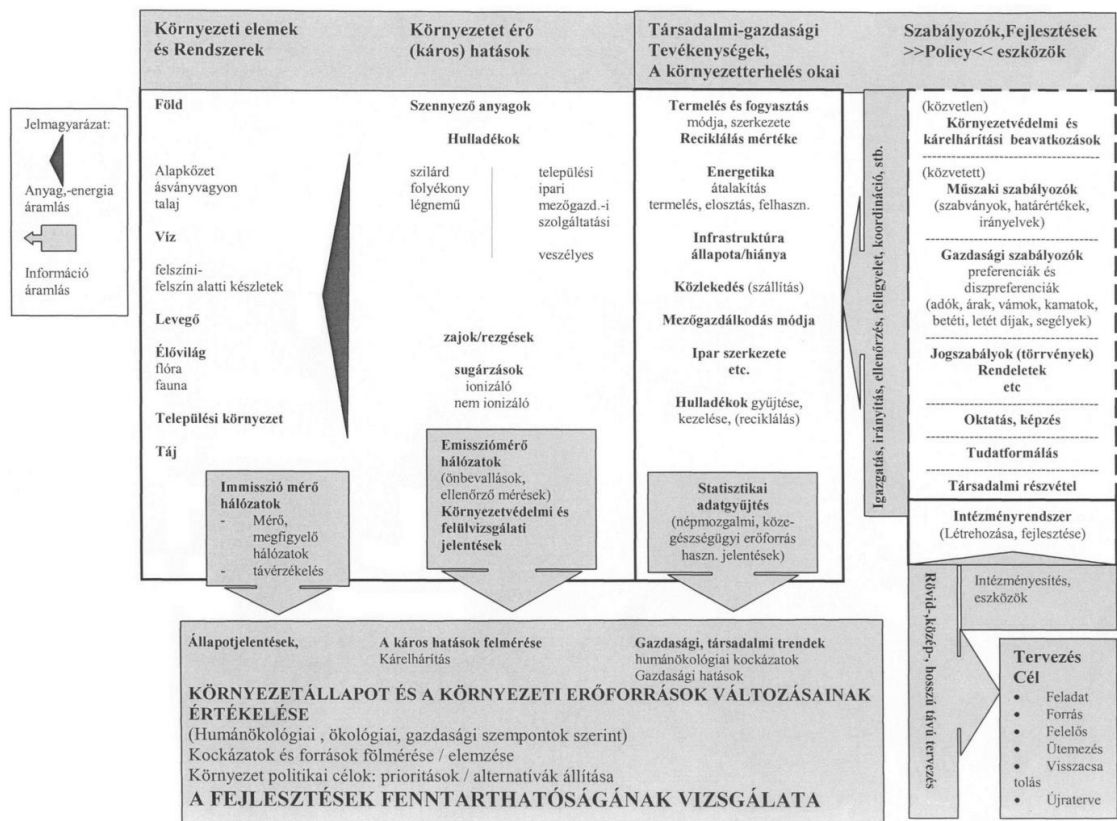 Környezeti elemek
és Rendszerek
Környezetet érő
(káros) hatások
Társadalmi-gazdasági
Tevékenységek,
A környezetterhelés okai
Szabályozók,Fejlesztések
>>Policy<< eszközök
Jelmagyarázat:
Anyag,-energia
áramlás
Információ
áramlás
Föld
Alapkőzet
ásványvagyon
talaj
Víz
felszíni-
felszín alatti készletek
Levegő
Élővilág
flóra
fauna
Települési környezet
Táj
Immisszió mérő
hálózatok
- Mérő,
megfigyelő
hálózatok
- távérzékelés
Szennyező anyagok
Hulladékok
szilárd
folyékony
légnemű
települési
ipari
mezőgazd.-i
szolgáltatási
veszélyes
zajok/rezgések
sugárzások
ionizáló
nem ionizáló
Emissziómérő
hálózatok
(önbevallások,
ellenőrző mérések)
Környezetvédelmi és
felülvizsgálati
jelentések
Termelés és fogyasztás
módja, szerkezete
Reciklálás mértéke
Energetika
átalakítás
termelés, elosztás, felhaszn.
Infrastruktúra
állapota/hiánya
Közlekedés (szállítás)
Mezőgazdálkodás módja
Ipar szerkezete
etc.
Hulladékok gyűjtése,
kezelése, (reciklálás)
Statisztikai
adatgyüjtés
(népmozgalmi, köze-
gészségügyi erőforrás
haszn. jelentések)
Igazgatás, irányítás, ellenőrzés, felügyelet, koordináció, stb.
(közvetlen)
Környezetvédelmi és
kárelhárítási beavatkozások
(közvetett)
Műszaki szabályozók
(szabványok, határértékek,
irányelvek)
Gazdasági szabályozók
preferenciák és
diszpreferenciák
(adók, árak, vámok, kamatok,
betéti, letét díjak, segélyek)
Jogszabályok (törrvények)
Rendeletek
etc
Oktatás, képzés
Tudatformálás
Társadalmi részvétel
Intézményrendszer
(Létrehozása, fejlesztése)
Intézményesítés,
eszközök
Rövid-,közép-, hosszú távú tervezés
Tervezés
Cél
• Feladat
• Forrás
• Felelős
• Ütemezés
• Visszacsa
tolás
• Újraterve
Állapotjelentések,
A káros hatások felmérése
Kárelhárítás
Gazdasági, társadalmi trendek
humánökológiai kockázatok
Gazdasági hatások
KÖRNYEZETÁLLAPOT ÉS A KÖRNYEZETI ERŐFORRÁSOK VÁLTOZÁSAINAK
ÉRTÉKELÉSE
(Humánökológiai , ökológiai, gazdasági szempontok szerint)
Kockázatok és források fölmérése / elemzése
Környezet politikai célok: prioritások / alternatívák állítása
A FEJLESZTÉSEK FENNTARTHATÓSÁGÁNAK VIZSGÁLATA